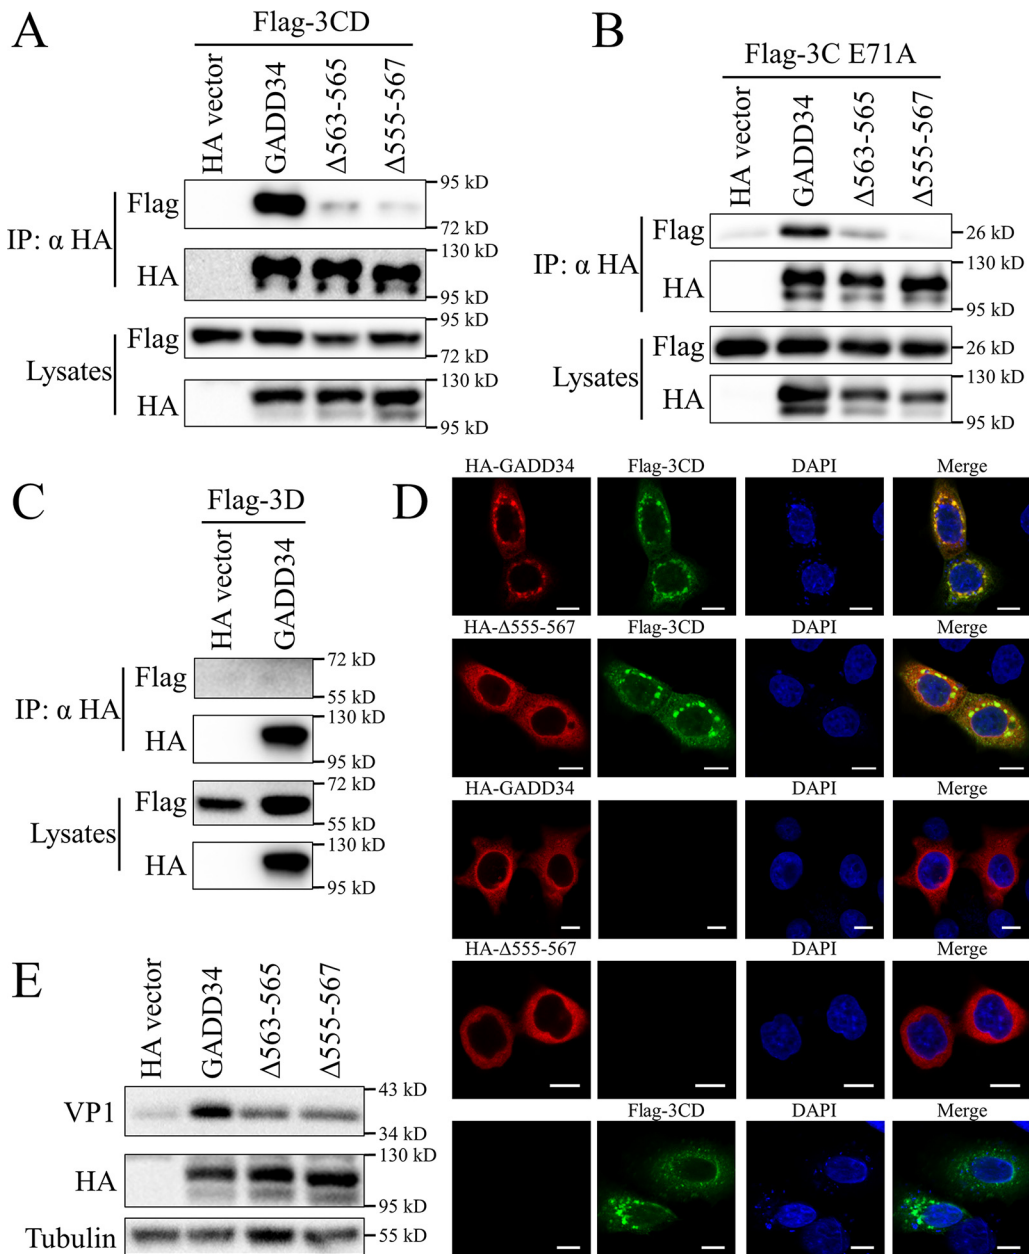 A
Flag-3CD
HA vector
GADD34
Δ563-565
Δ555-567
IP: α HA
Flag
95 kD
72 kD
HA
130 kD
95 kD
Lysates
Flag
95 kD
72 kD
HA
130 kD
95 kD
B
Flag-3C E71A
HA vector
GADD34
Δ563-565
Δ555-567
IP: α HA
Flag
26 kD
HA
130 kD
95 kD
Lysates
Flag
26 kD
HA
130 kD
95 kD
C
Flag-3D
HA vector
GADD34
IP: α HA
Flag
72 kD
55 kD
HA
130 kD
95 kD
Lysates
Flag
72 kD
55 kD
HA
130 kD
95 kD
D
HA-GADD34 Flag-3CD DAPI Merge
HA-Δ555-567 Flag-3CD DAPI Merge
HA-GADD34 DAPI Merge
HA-Δ555-567 DAPI Merge
Flag-3CD DAPI Merge
E
HA vector
GADD34
Δ563-565
Δ555-567
VP1
43 kD
34 kD
HA
130 kD
95 kD
Tubulin
55 kD